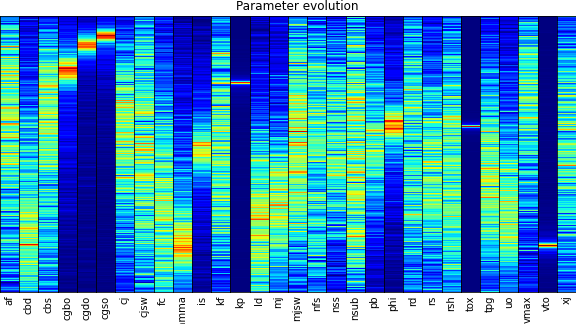 Parameter evolution
af cbd cbs cgbo cgdo cgso cj cjsw fc ımma is kf kp ld mj mjsw nfs nss nsub pb phi rd rs rsh tox tpg uo vmax vto xj